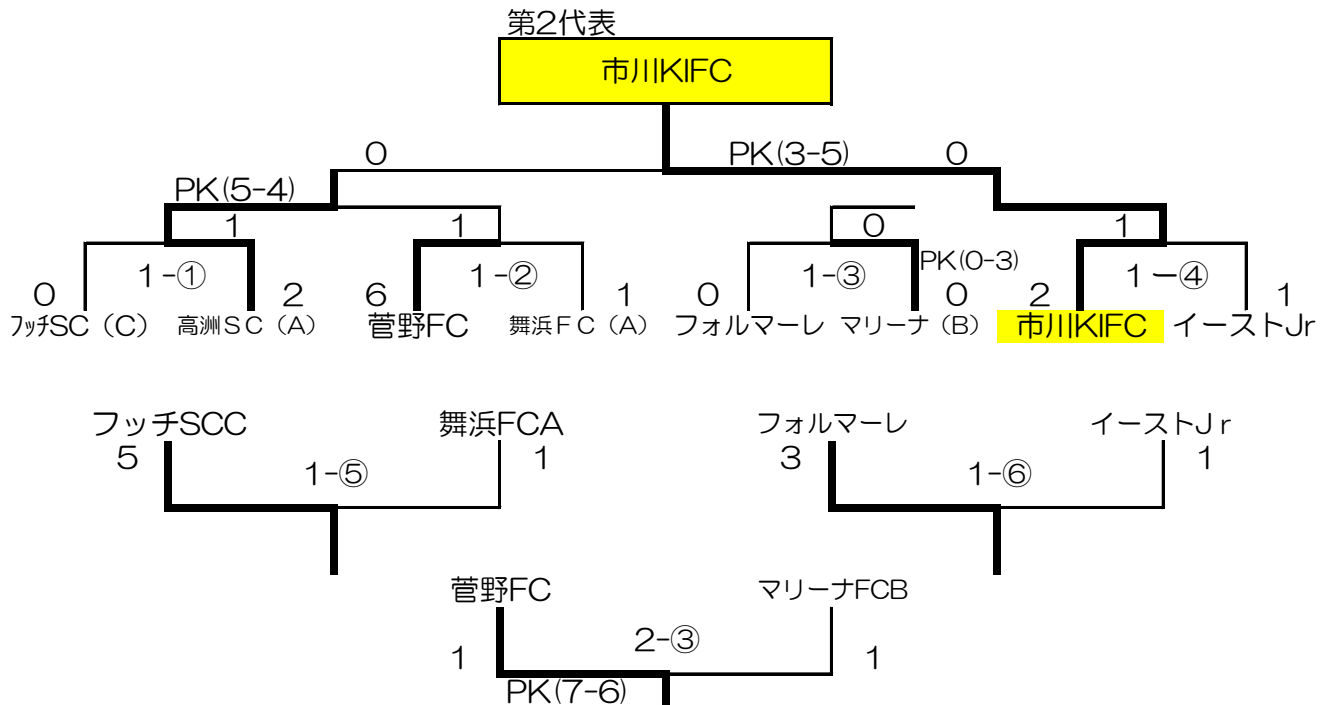 第2代表
市川KIFC
0 PK(3-5) 0
PK(5-4)
1 1 0 1
1-① 1-② 1-③ PK(0-3) 1ー④
0 2 6 1 0 0 2 1
ﾌｯﾁSC（C） 高洲ＳＣ（A） 菅野FC 舞浜ＦＣ（A） フォルマーレ マリーナ（B） 市川KIFC イーストJr
フッチSCC 舞浜FCA フォルマーレ イーストJｒ
5 1-⑤ 1 3 1-⑥ 1
菅野FC マリーナFCB
1 2-③ 1
PK(7-6)